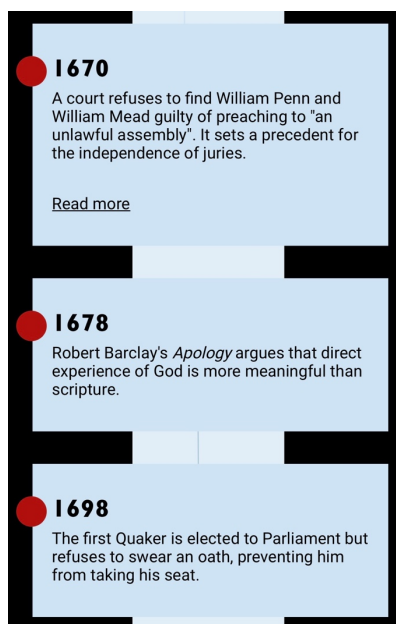 1670
A court refuses to find William Penn and
William Mead guilty of preaching to "an
unlawful assembly". It sets a precedent for
the independence of juries.
Read more
1678
Robert Barclay's Apology argues that direct
experience of God is more meaningful than
scripture.
1698
The first Quaker is elected to Parliament but
refuses to swear an oath, preventing him
from taking his seat.